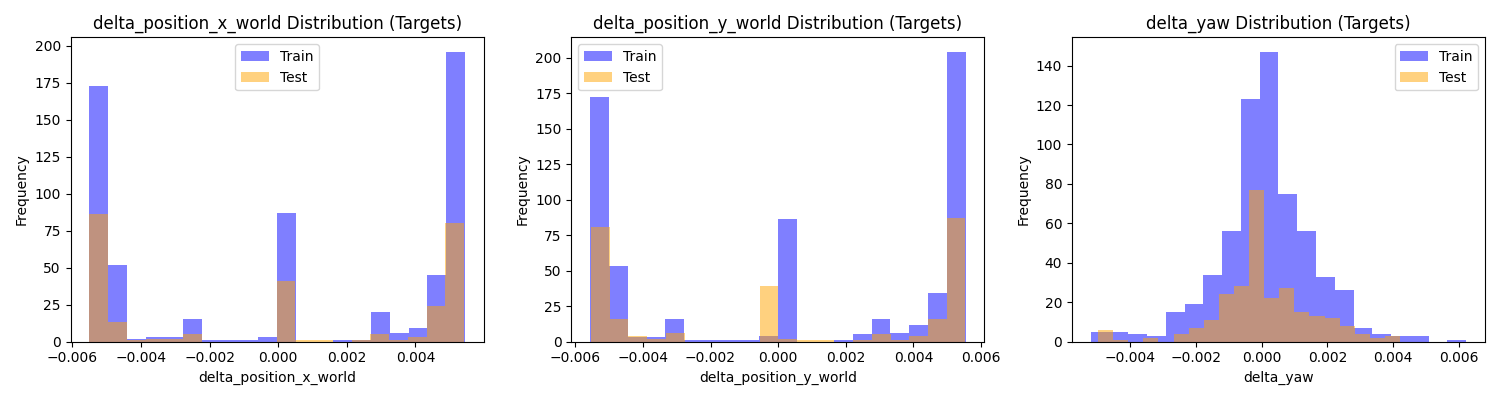 delta_position_x_world Distribution (Targets)
200
175
150
125
100
75
50
25
0
Frequency
Train
Test
−0.006 −0.004 −0.002 0.000 0.002 0.004
delta_position_x_world
delta_position_y_world Distribution (Targets)
200
175
150
125
100
75
50
25
0
Frequency
Train
Test
−0.006 −0.004 −0.002 0.000 0.002 0.004 0.006
delta_position_y_world
delta_yaw Distribution (Targets)
140
120
100
80
60
40
20
0
Frequency
Train
Test
−0.004 −0.002 0.000 0.002 0.004 0.006
delta_yaw